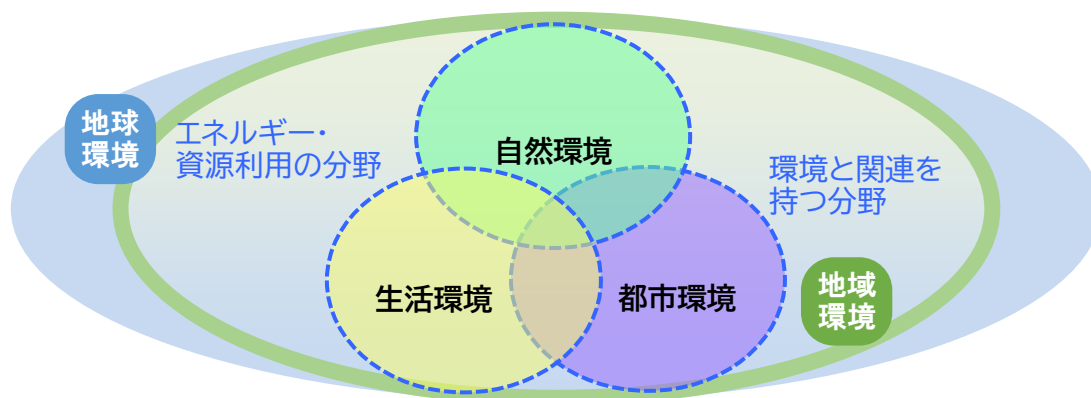 地球
環境
エネルギー・
資源利用の分野
自然環境
環境と関連を
持つ分野
生活環境
都市環境
地域
環境